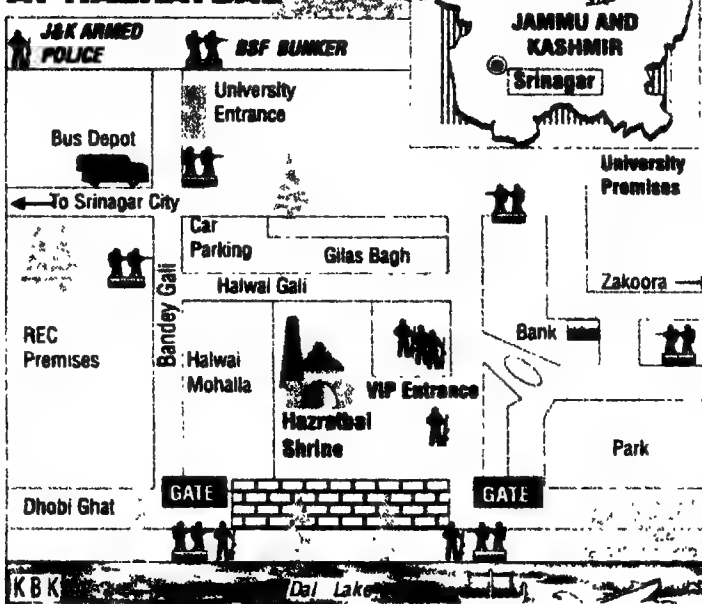 J&K ARMED
POLICE
BSF BUNKER
JAMMU AND
KASHMIR
Srinagar
University
Entrance
Bus Depot
University
Premises
To Srinagar City
Car
Parking
Gilas Bagh
Halwai Gali
Zakoora
Bandey Gali
REC
Premises
Halwai
Mohalla
Bank
VIP Entrance
Hazratbal
Shrine
Park
GATE
GATE
Dhobi Ghat
KBK
Dal Lake